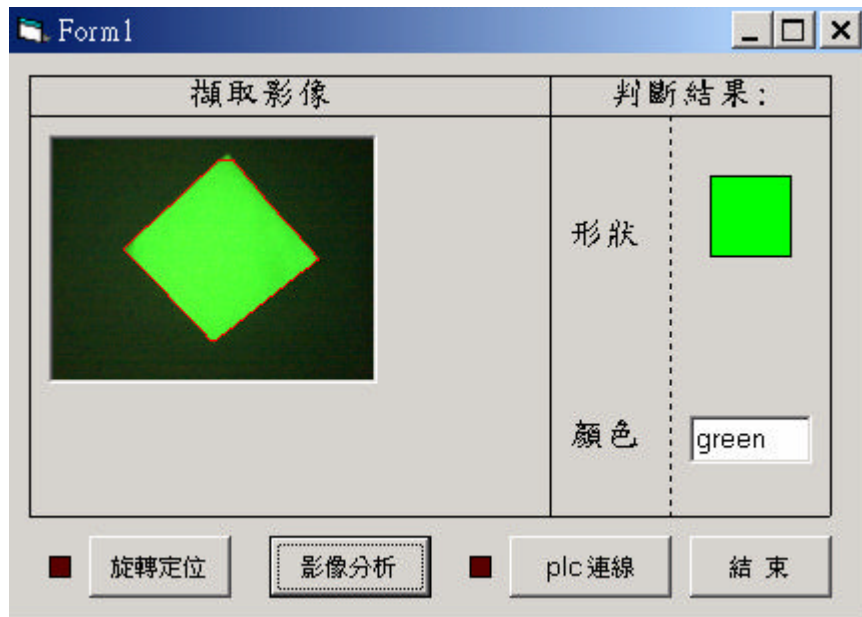 Form1
擷取影像
判斷結果:
形狀
顏色
green
旋轉定位
影像分析
plc連線
結 束